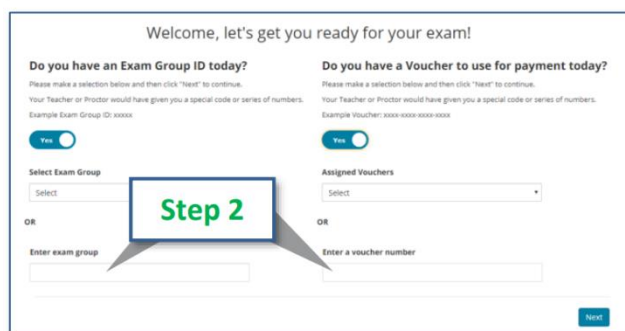 Welcome, let's get you ready for your exam!
Do you have an Exam Group ID today?
Please make a selection below and then click "Next" to continue.
Your Teacher or Proctor would have given you a special code or series of numbers.
Example Exam Group ID: xxxxx
Yes
Select Exam Group
Select
OR
Enter exam group
Do you have a Voucher to use for payment today?
Please make a selection below and then click "Next" to continue.
Your Teacher or Proctor would have given you a special code or series of numbers.
Example Voucher: xxxx-xxxx-xxxx-xxxx
Yes
Assigned Vouchers
Select
OR
Enter a voucher number
Step 2
Next